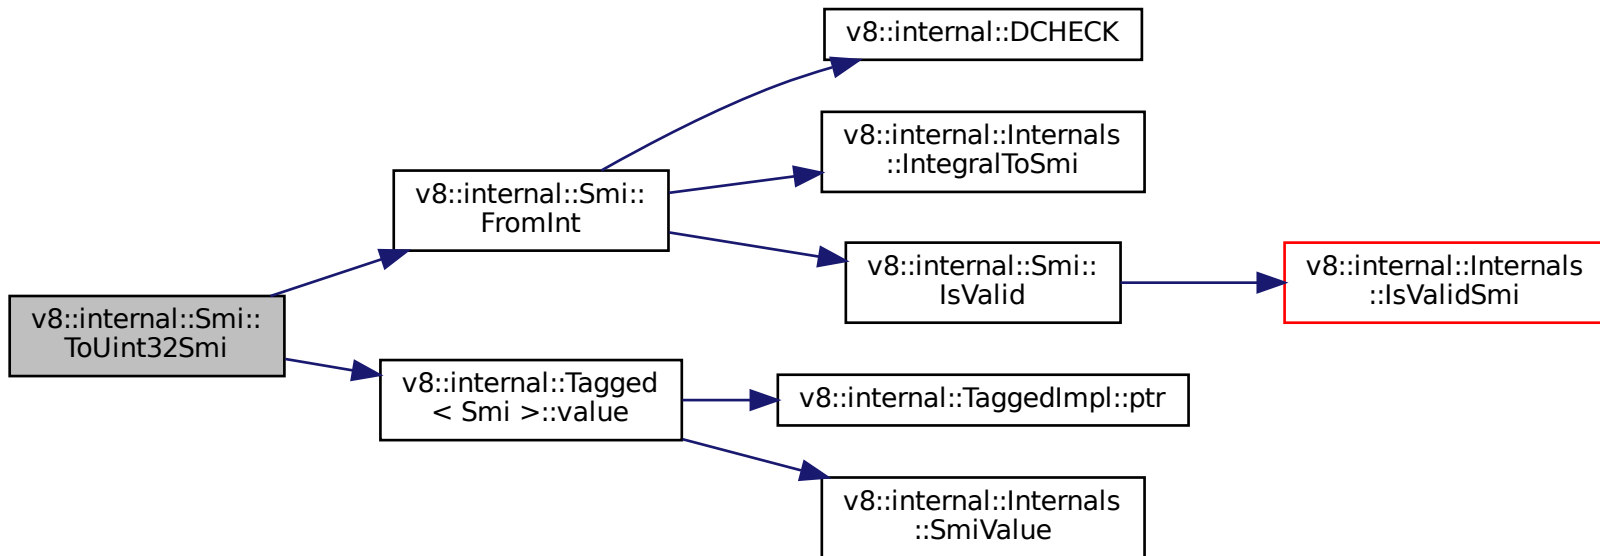 v8::internal::DCHECK
v8::internal::Internals
::IntegralToSmi
v8::internal::Smi::
FromInt
v8::internal::Smi::
IsValid
v8::internal::Internals
::IsValidSmi
v8::internal::Smi::
ToUint32Smi
v8::internal::Tagged
< Smi >::value
v8::internal::TaggedImpl::ptr
v8::internal::Internals
::SmiValue